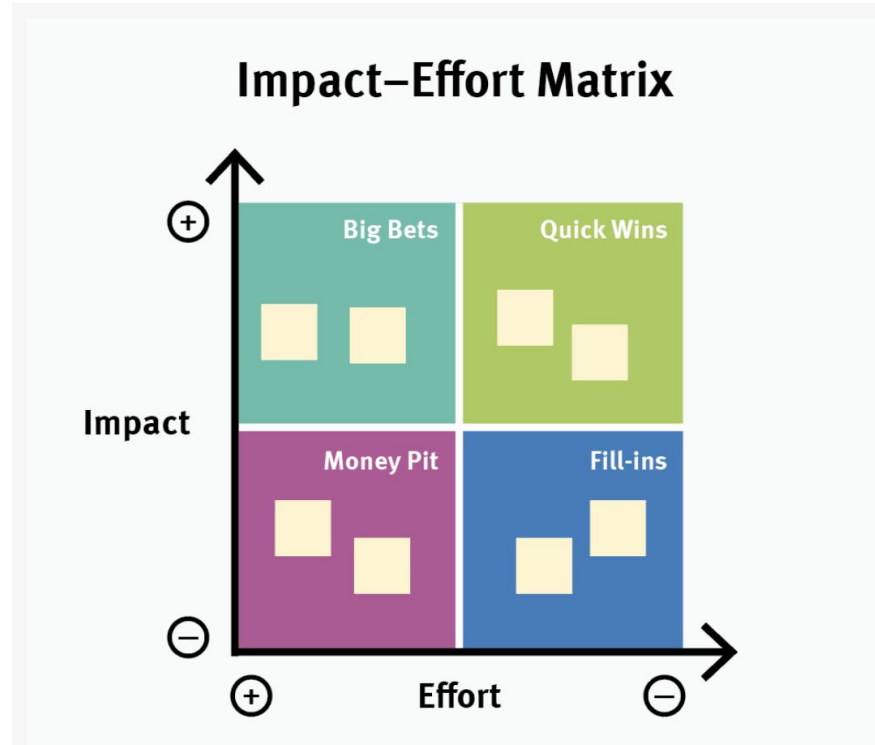 Impact–Effort Matrix
+
Big Bets
Quick Wins
Impact
Money Pit
Fill-ins
−
+
Effort
−